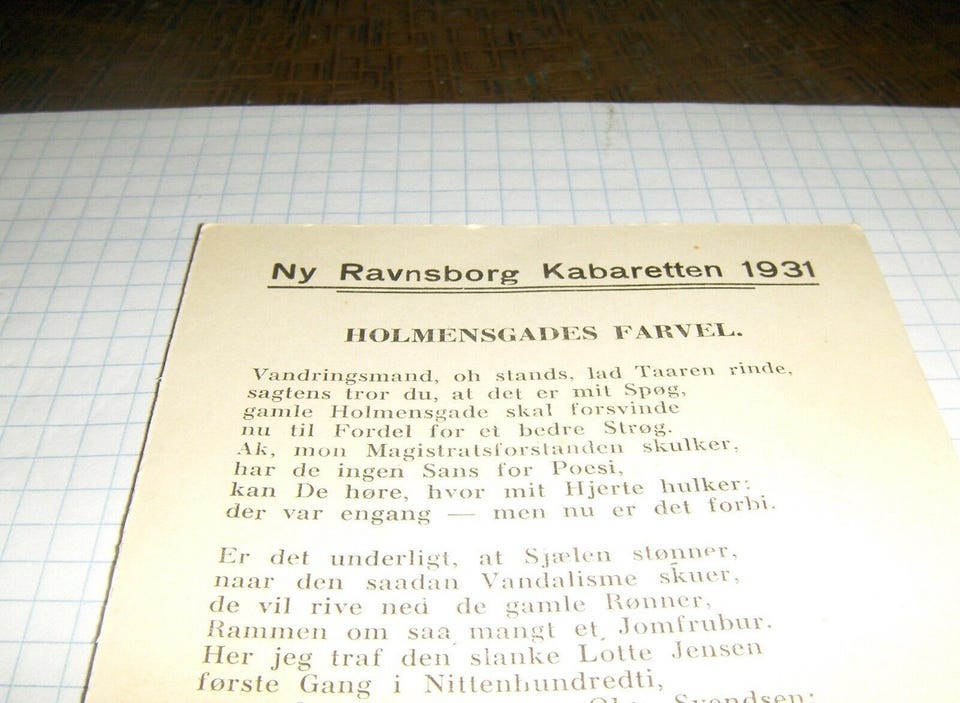 Ny Ravnsborg Kabaretten 1931
HOLMENSGADES FARVEL.
Vandringsmand, oh stands, lad Taaren rinde,
sagtens tror du, at det er mit Spøg,
gamle Holmensgade skal forsvinde
nu til Fordel for et bedre Strøg.
Ak, mon Magistratsforstanden skulker,
har de ingen Sans for Poesi,
kan De høre, hvor mit Hjerte hulker:
der var engang — men nu er det forbi.
Er det underligt, at Sjælen stønner,
naar den saadan Vandalisme skuer,
de vil rive ned de gamle Rønner,
Rammen om saa mangt et Jomfrubur.
Her jeg traf den slanke Lotte Jensen
første Gang i Nittenhundredti,
Svendsen;